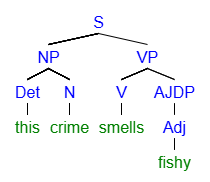 S
NP VP
Det N V AJDP
this crime smells Adj
fishy